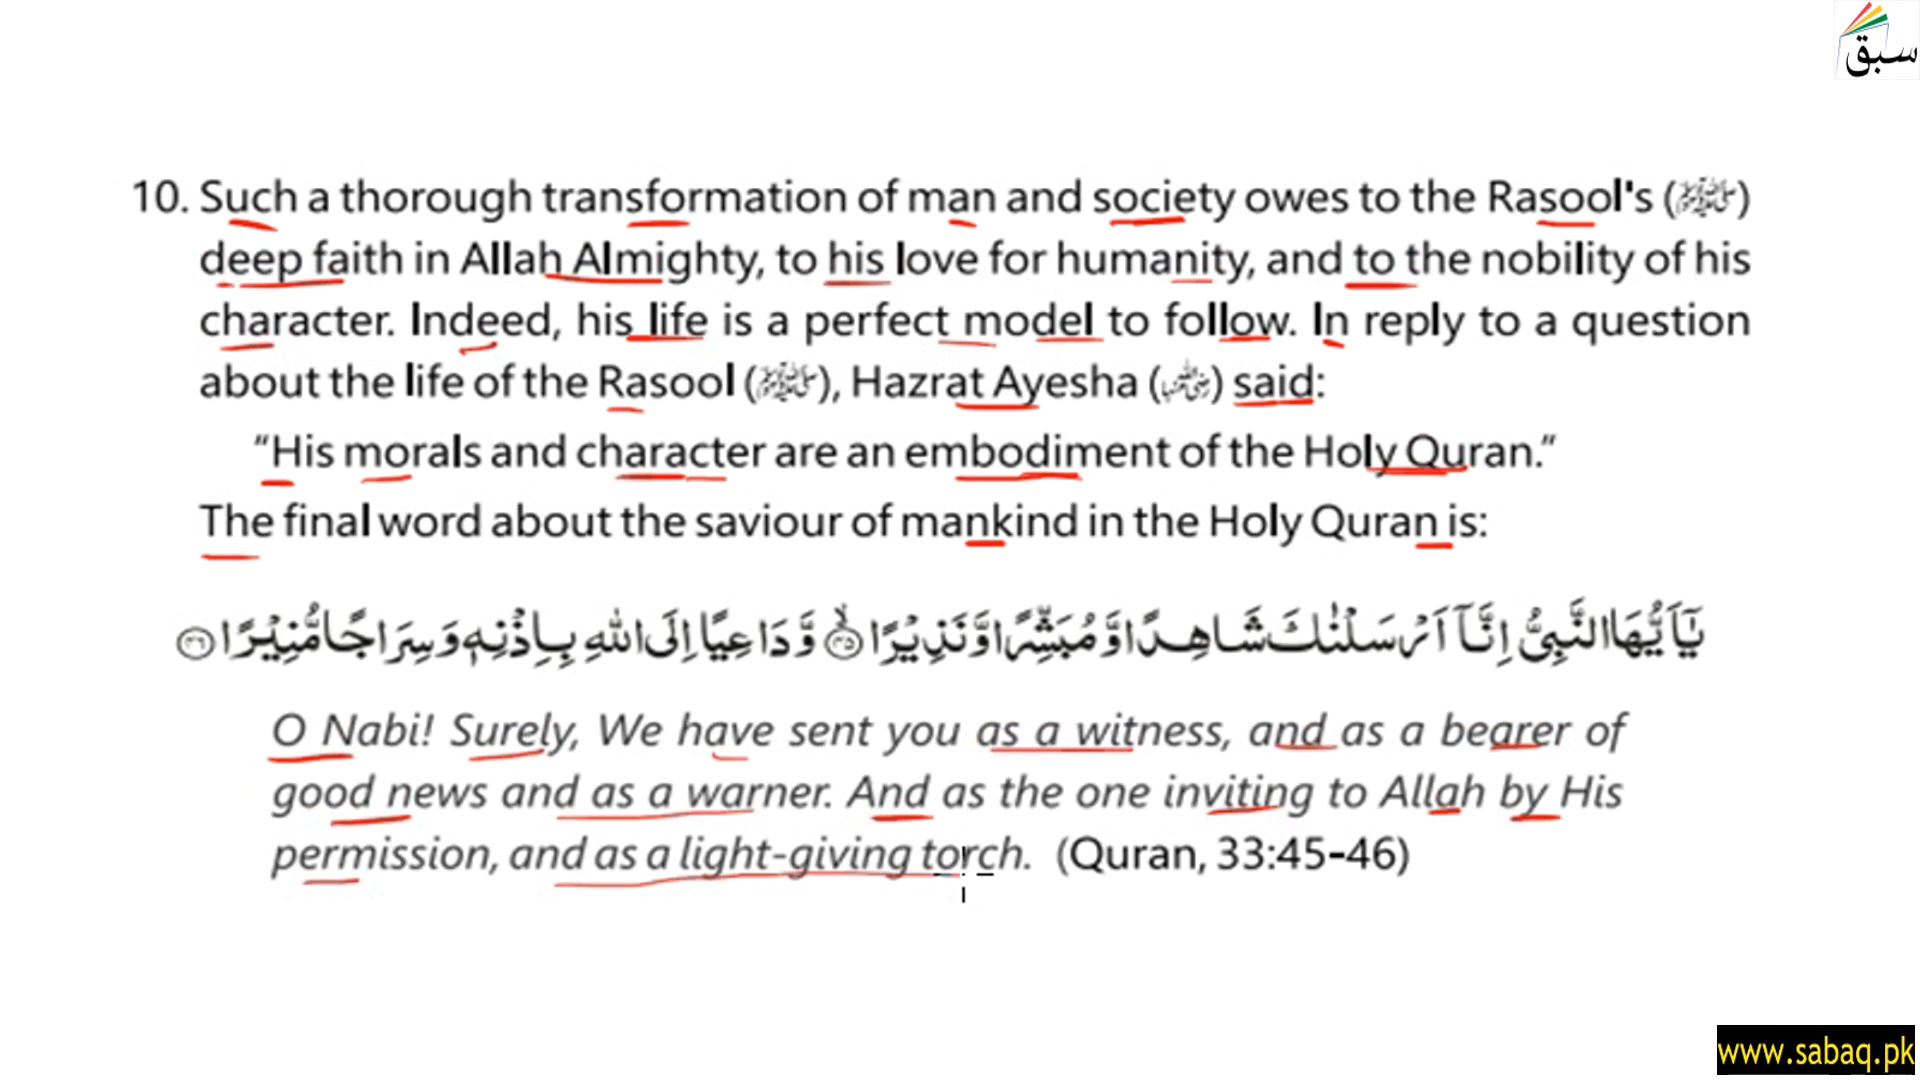 سبق
10. Such a thorough transformation of man and society owes to the Rasool's (ﷺ)
deep faith in Allah Almighty, to his love for humanity, and to the nobility of his
character. Indeed, his life is a perfect model to follow. In reply to a question
about the life of the Rasool (ﷺ), Hazrat Ayesha (رضی اللہ عنہا) said:
“His morals and character are an embodiment of the Holy Quran.”
The final word about the saviour of mankind in the Holy Quran is:
يٰٓاَيُّهَا النَّبِيُّ اِنَّآ اَرْسَلْنٰكَ شَاهِدًا وَّمُبَشِّرًا وَّنَذِيْرًا ۙ‏﴿۴۵﴾ وَّدَاعِيًا اِلَى اللّٰهِ بِاِذْنِهٖ وَسِرَاجًا مُّنِيْرًا ﴿۴۶﴾
O Nabi! Surely, We have sent you as a witness, and as a bearer of
good news and as a warner. And as the one inviting to Allah by His
permission, and as a light-giving torch. (Quran, 33:45-46)
www.sabaq.pk